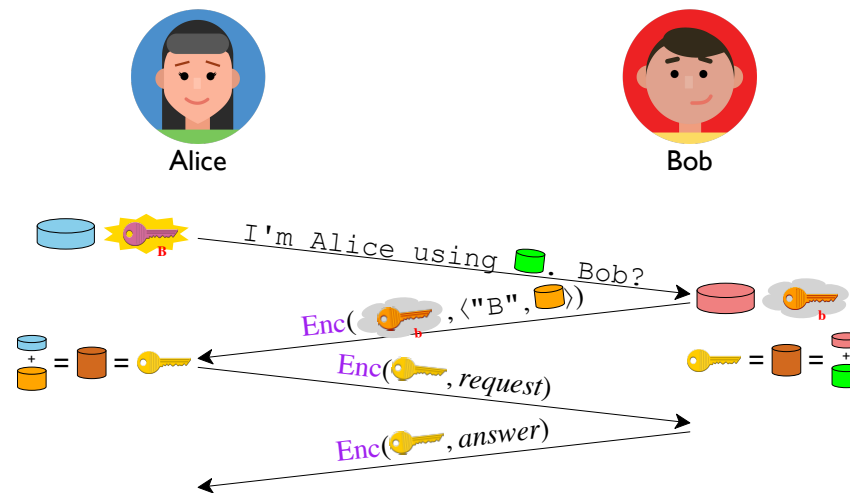 Alice
Bob
I'm Alice using . Bob?
B
b
Enc( , ⟨"B", ⟩)
b
+
= =
Enc( , request)
= =
+
Enc( , answer)